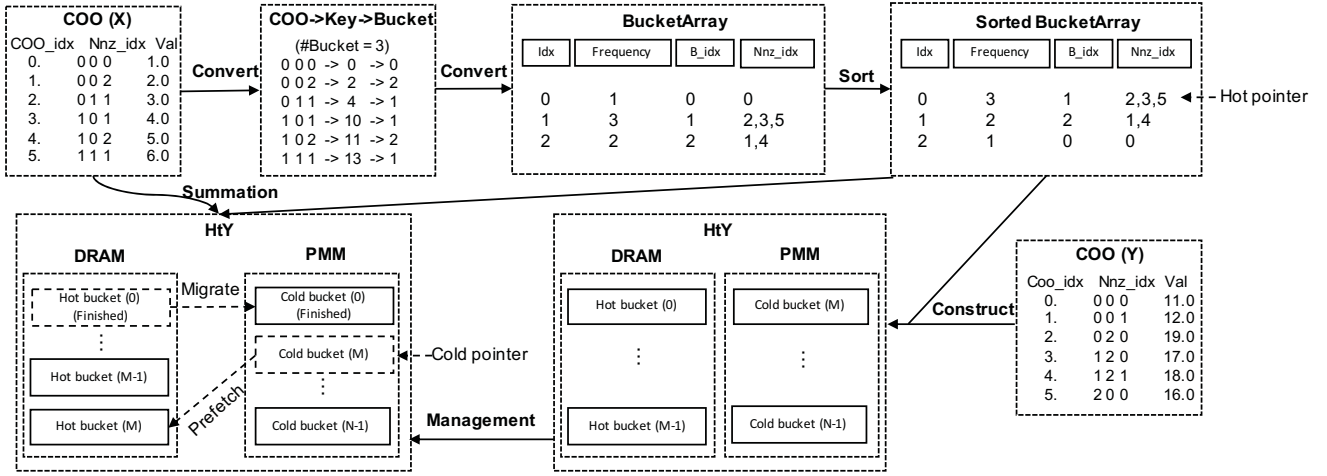 COO (X)
COO_idx Nnz_idx Val
0. 0 0 0 1.0
1. 0 0 2 2.0
2. 0 1 1 3.0
3. 1 0 1 4.0
4. 1 0 2 5.0
5. 1 1 1 6.0
Convert
COO->Key->Bucket
(#Bucket = 3)
0 0 0 -> 0 -> 0
0 0 2 -> 2 -> 2
0 1 1 -> 4 -> 1
1 0 1 -> 10 -> 1
1 0 2 -> 11 -> 2
1 1 1 -> 13 -> 1
Convert
BucketArray
Idx Frequency B_idx Nnz_idx
0 1 0 0
1 3 1 2,3,5
2 2 2 1,4
Sort
Sorted BucketArray
Idx Frequency B_idx Nnz_idx
0 3 1 2,3,5
1 2 2 1,4
2 1 0 0
Hot pointer
Summation
HtY
DRAM
Hot bucket (0)
(Finished)
⋮
Hot bucket (M-1)
Hot bucket (M)
Migrate
Prefetch
PMM
Cold bucket (0)
(Finished)
Cold bucket (M)
⋮
Cold bucket (N-1)
Cold pointer
Management
HtY
DRAM
Hot bucket (0)
⋮
Hot bucket (M-1)
PMM
Cold bucket (M)
⋮
Cold bucket (N-1)
Construct
COO (Y)
Coo_idx Nnz_idx Val
0. 0 0 0 11.0
1. 0 0 1 12.0
2. 0 2 0 19.0
3. 1 2 0 17.0
4. 1 2 1 18.0
5. 2 0 0 16.0